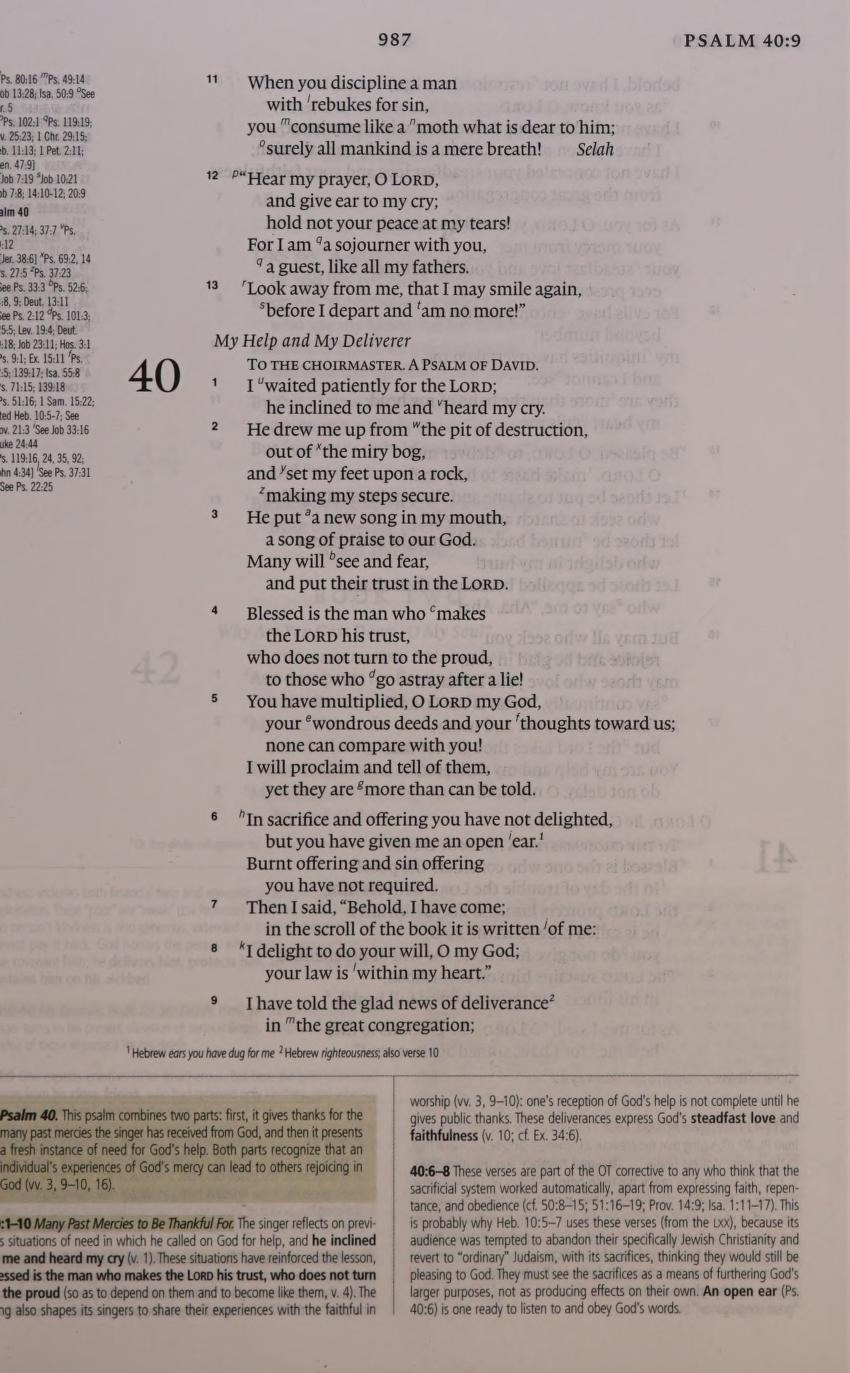 987
PSALM 40:9
Ps. 80:16 mPs. 49:14
ob 13:28; Isa. 50:9 oSee
r. 5
pPs. 102:1 qPs. 119:19;
v. 25:23; 1 Chr. 29:15;
b. 11:13; 1 Pet. 2:11;
en. 47:9]
Job 7:19 sJob 10:21
ob 7:8; 14:10-12; 20:9
alm 40
Ps. 27:14; 37:7 vPs.
:12
[Jer. 38:6] xPs. 69:2, 14
s. 27:5 zPs. 37:23
see Ps. 33:3 bPs. 52:6;
:8, 9; Deut. 13:11
ee Ps. 2:12 dPs. 101:3;
5:5; Lev. 19:4; Deut.
:18; Job 23:11; Hos. 3:1
s. 9:1; Ex. 15:11 fPs.
:5; 139:17; Isa. 55:8
s. 71:15; 139:18
Ps. 51:16; 1 Sam. 15:22;
ted Heb. 10:5-7; See
ov. 21:3 iSee Job 33:16
uke 24:44
s. 119:16, 24, 35, 92;
hn 4:34] lSee Ps. 37:31
See Ps. 22:25
11 When you discipline a man
with lrebukes for sin,
you mconsume like a nmoth what is dear to him;
osurely all mankind is a mere breath! Selah
12 p“Hear my prayer, O LORD,
and give ear to my cry;
hold not your peace at my tears!
For I am qa sojourner with you,
qa guest, like all my fathers.
13 rLook away from me, that I may smile again,
sbefore I depart and tam no more!”
My Help and My Deliverer
40 TO THE CHOIRMASTER. A PSALM OF DAVID.
1 I uwaited patiently for the LORD;
he inclined to me and vheard my cry.
2 He drew me up from wthe pit of destruction,
out of xthe miry bog,
and yset my feet upon a rock,
zmaking my steps secure.
3 He put aa new song in my mouth,
a song of praise to our God.
Many will bsee and fear,
and put their trust in the LORD.
4 Blessed is the man who cmakes
the LORD his trust,
who does not turn to the proud,
to those who dgo astray after a lie!
5 You have multiplied, O LORD my God,
your ewondrous deeds and your fthoughts toward us;
none can compare with you!
I will proclaim and tell of them,
yet they are gmore than can be told.
6 hIn sacrifice and offering you have not delighted,
but you have given me an open iear.1
Burnt offering and sin offering
you have not required.
7 Then I said, “Behold, I have come;
in the scroll of the book it is written jof me:
8 kI delight to do your will, O my God;
your law is lwithin my heart.”
9 I have told the glad news of deliverance2
in mthe great congregation;
1 Hebrew ears you have dug for me 2 Hebrew righteousness; also verse 10
Psalm 40. This psalm combines two parts: first, it gives thanks for the
many past mercies the singer has received from God, and then it presents
a fresh instance of need for God's help. Both parts recognize that an
individual's experiences of God's mercy can lead to others rejoicing in
God (vv. 3, 9–10, 16).
:1–10 Many Past Mercies to Be Thankful For. The singer reflects on previ-
s situations of need in which he called on God for help, and he inclined
me and heard my cry (v. 1). These situations have reinforced the lesson,
essed is the man who makes the LORD his trust, who does not turn
the proud (so as to depend on them and to become like them, v. 4). The
ng also shapes its singers to share their experiences with the faithful in
worship (vv. 3, 9–10): one's reception of God's help is not complete until he
gives public thanks. These deliverances express God's steadfast love and
faithfulness (v. 10; cf. Ex. 34:6).
40:6–8 These verses are part of the OT corrective to any who think that the
sacrificial system worked automatically, apart from expressing faith, repen-
tance, and obedience (cf. 50:8–15; 51:16–19; Prov. 14:9; Isa. 1:11–17). This
is probably why Heb. 10:5–7 uses these verses (from the LXX), because its
audience was tempted to abandon their specifically Jewish Christianity and
revert to “ordinary” Judaism, with its sacrifices, thinking they would still be
pleasing to God. They must see the sacrifices as a means of furthering God's
larger purposes, not as producing effects on their own. An open ear (Ps.
40:6) is one ready to listen to and obey God's words.